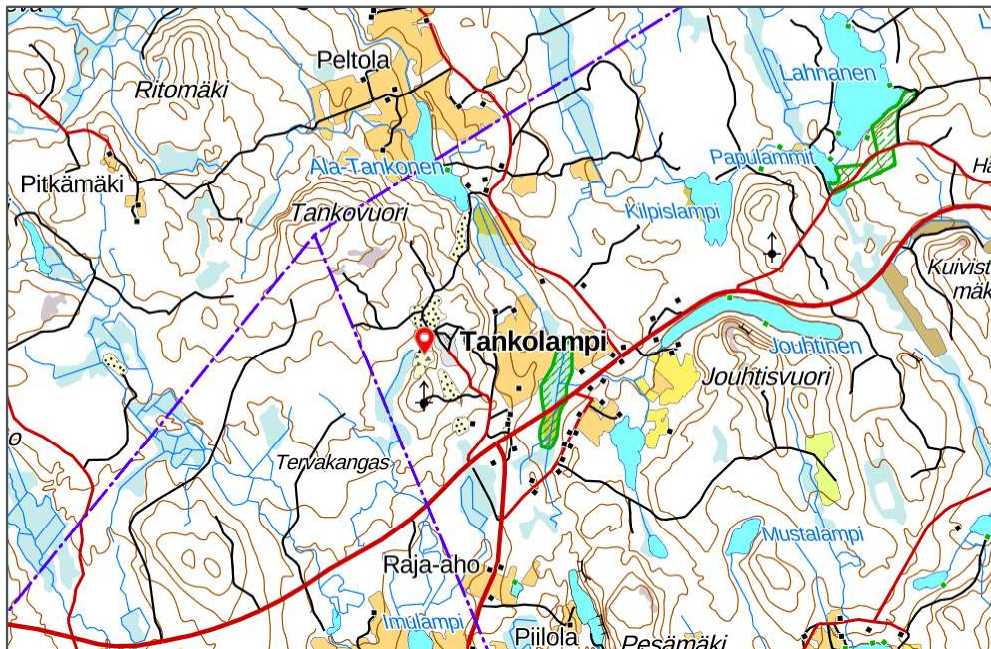 Peltola
Lahnanen
Ritomäki
Ala-Tankonen
Papulammit
Pitkämäki
Tankovuori
Kilpislampi
Kuivist
mäk
Tankolampi
Jouhtinen
Jouhtisvuori
Tervakangas
Mustalampi
Raja-aho
Imulampi
Piilola
Pesämäki